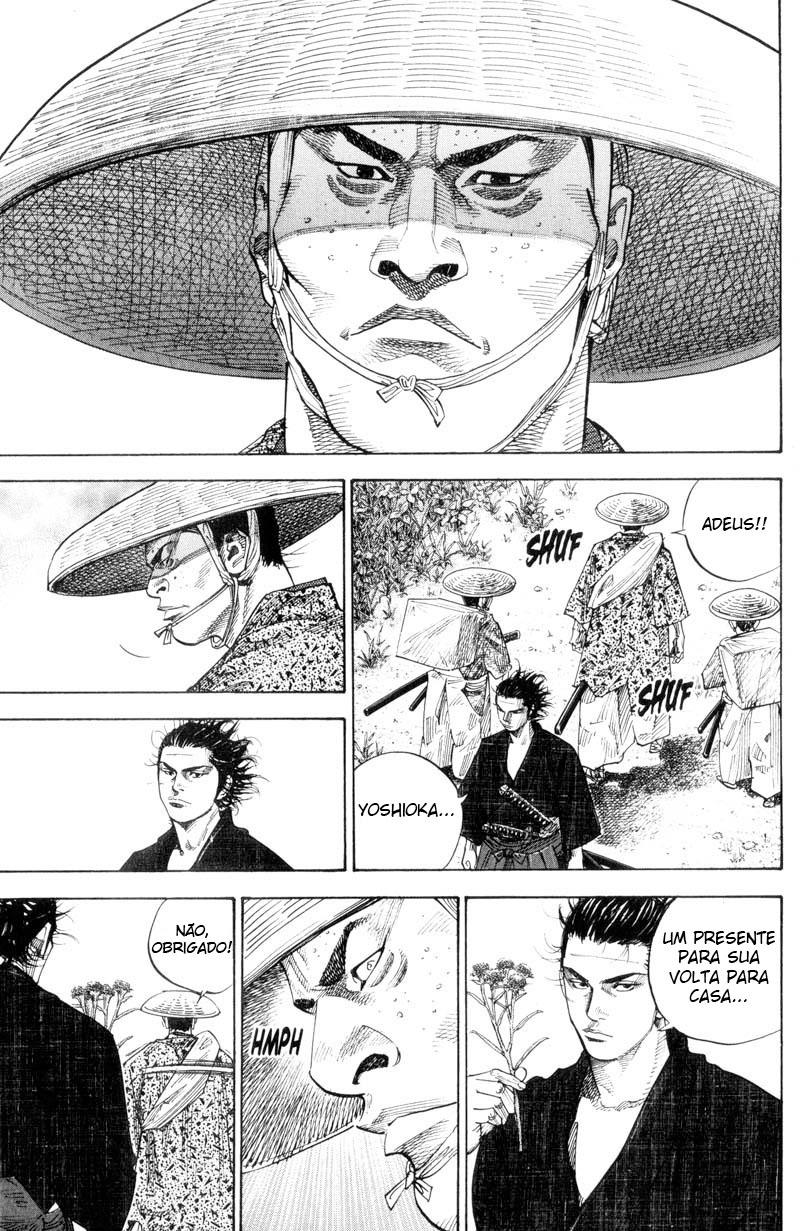 ADEUS!!
SHUF
SHUF
YOSHIOKA...
UM PRESENTE
PARA SUA
VOLTA PARA
CASA...
HMPH
NÃO,
OBRIGADO!